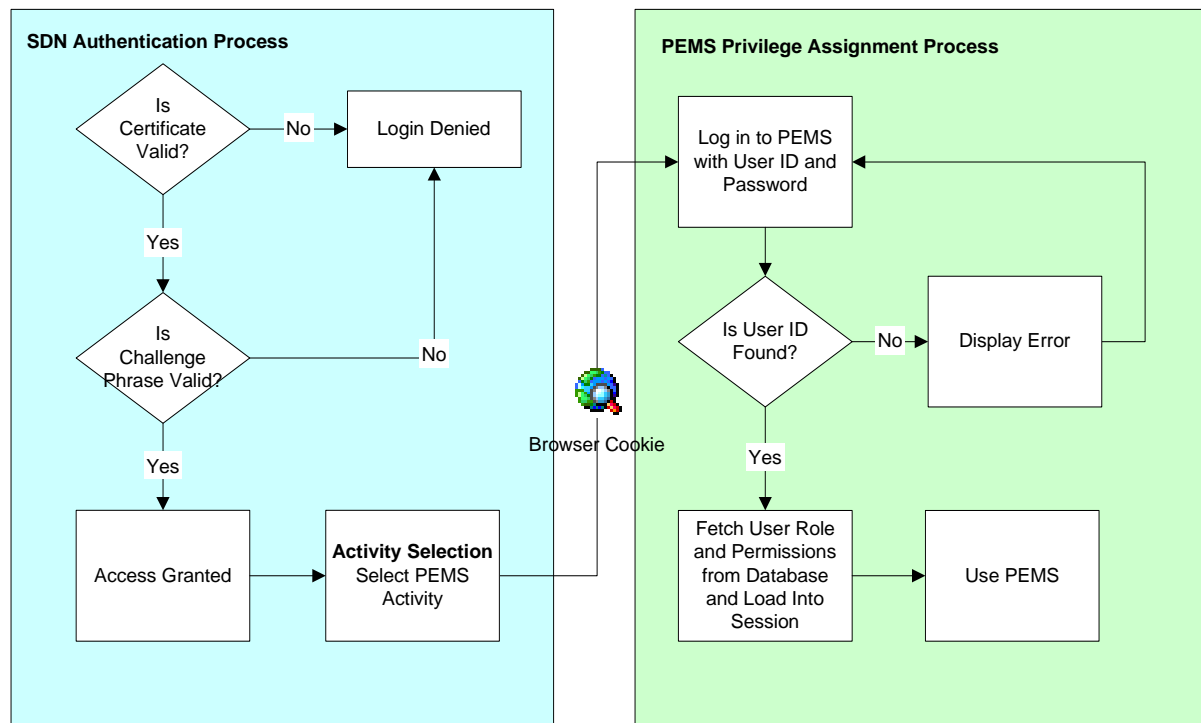 SDN Authentication Process
Is
Certificate
Valid?
No
Login Denied
Yes
Is
Challenge
Phrase Valid?
No
Yes
Access Granted
Activity Selection
Select PEMS
Activity
Browser Cookie
PEMS Privilege Assignment Process
Log in to PEMS
with User ID and
Password
Is User ID
Found?
No
Display Error
Yes
Fetch User Role
and Permissions
from Database
and Load Into
Session
Use PEMS